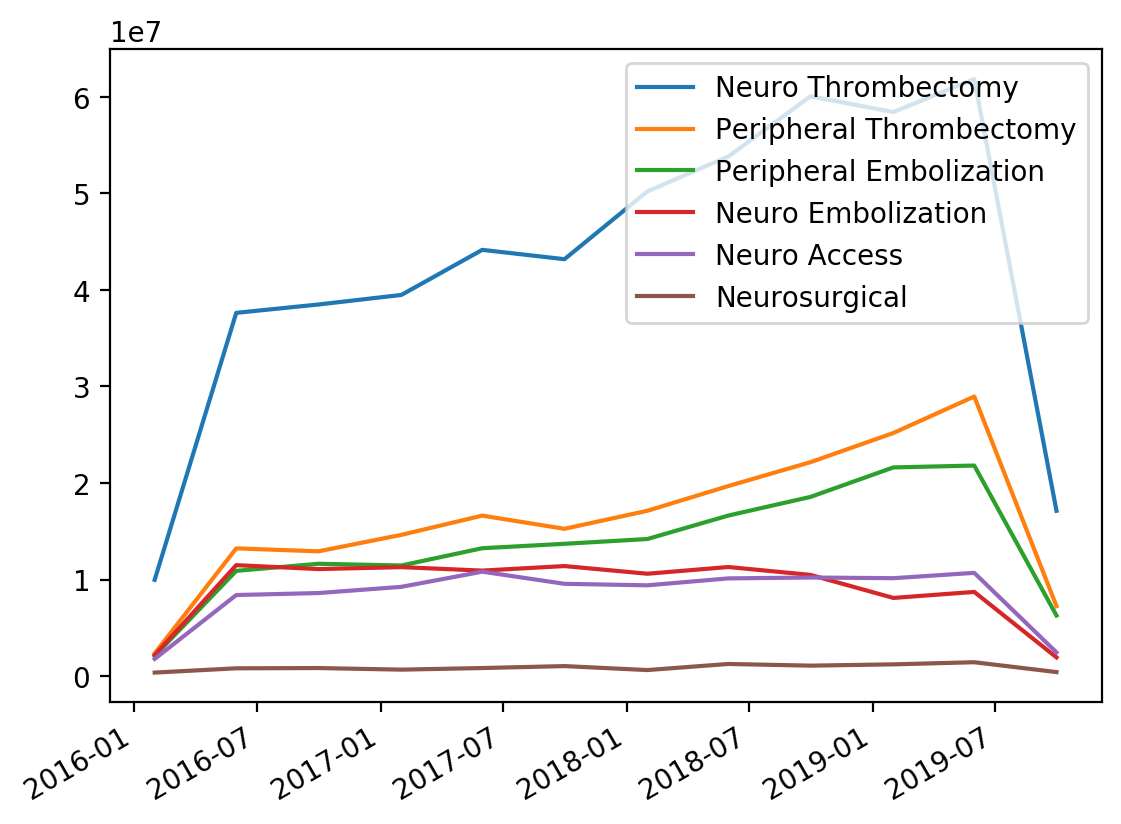 1e7
6
5
4
3
2
1
0
Neuro Thrombectomy
Peripheral Thrombectomy
Peripheral Embolization
Neuro Embolization
Neuro Access
Neurosurgical
2016-01
2016-07
2017-01
2017-07
2018-01
2018-07
2019-01
2019-07